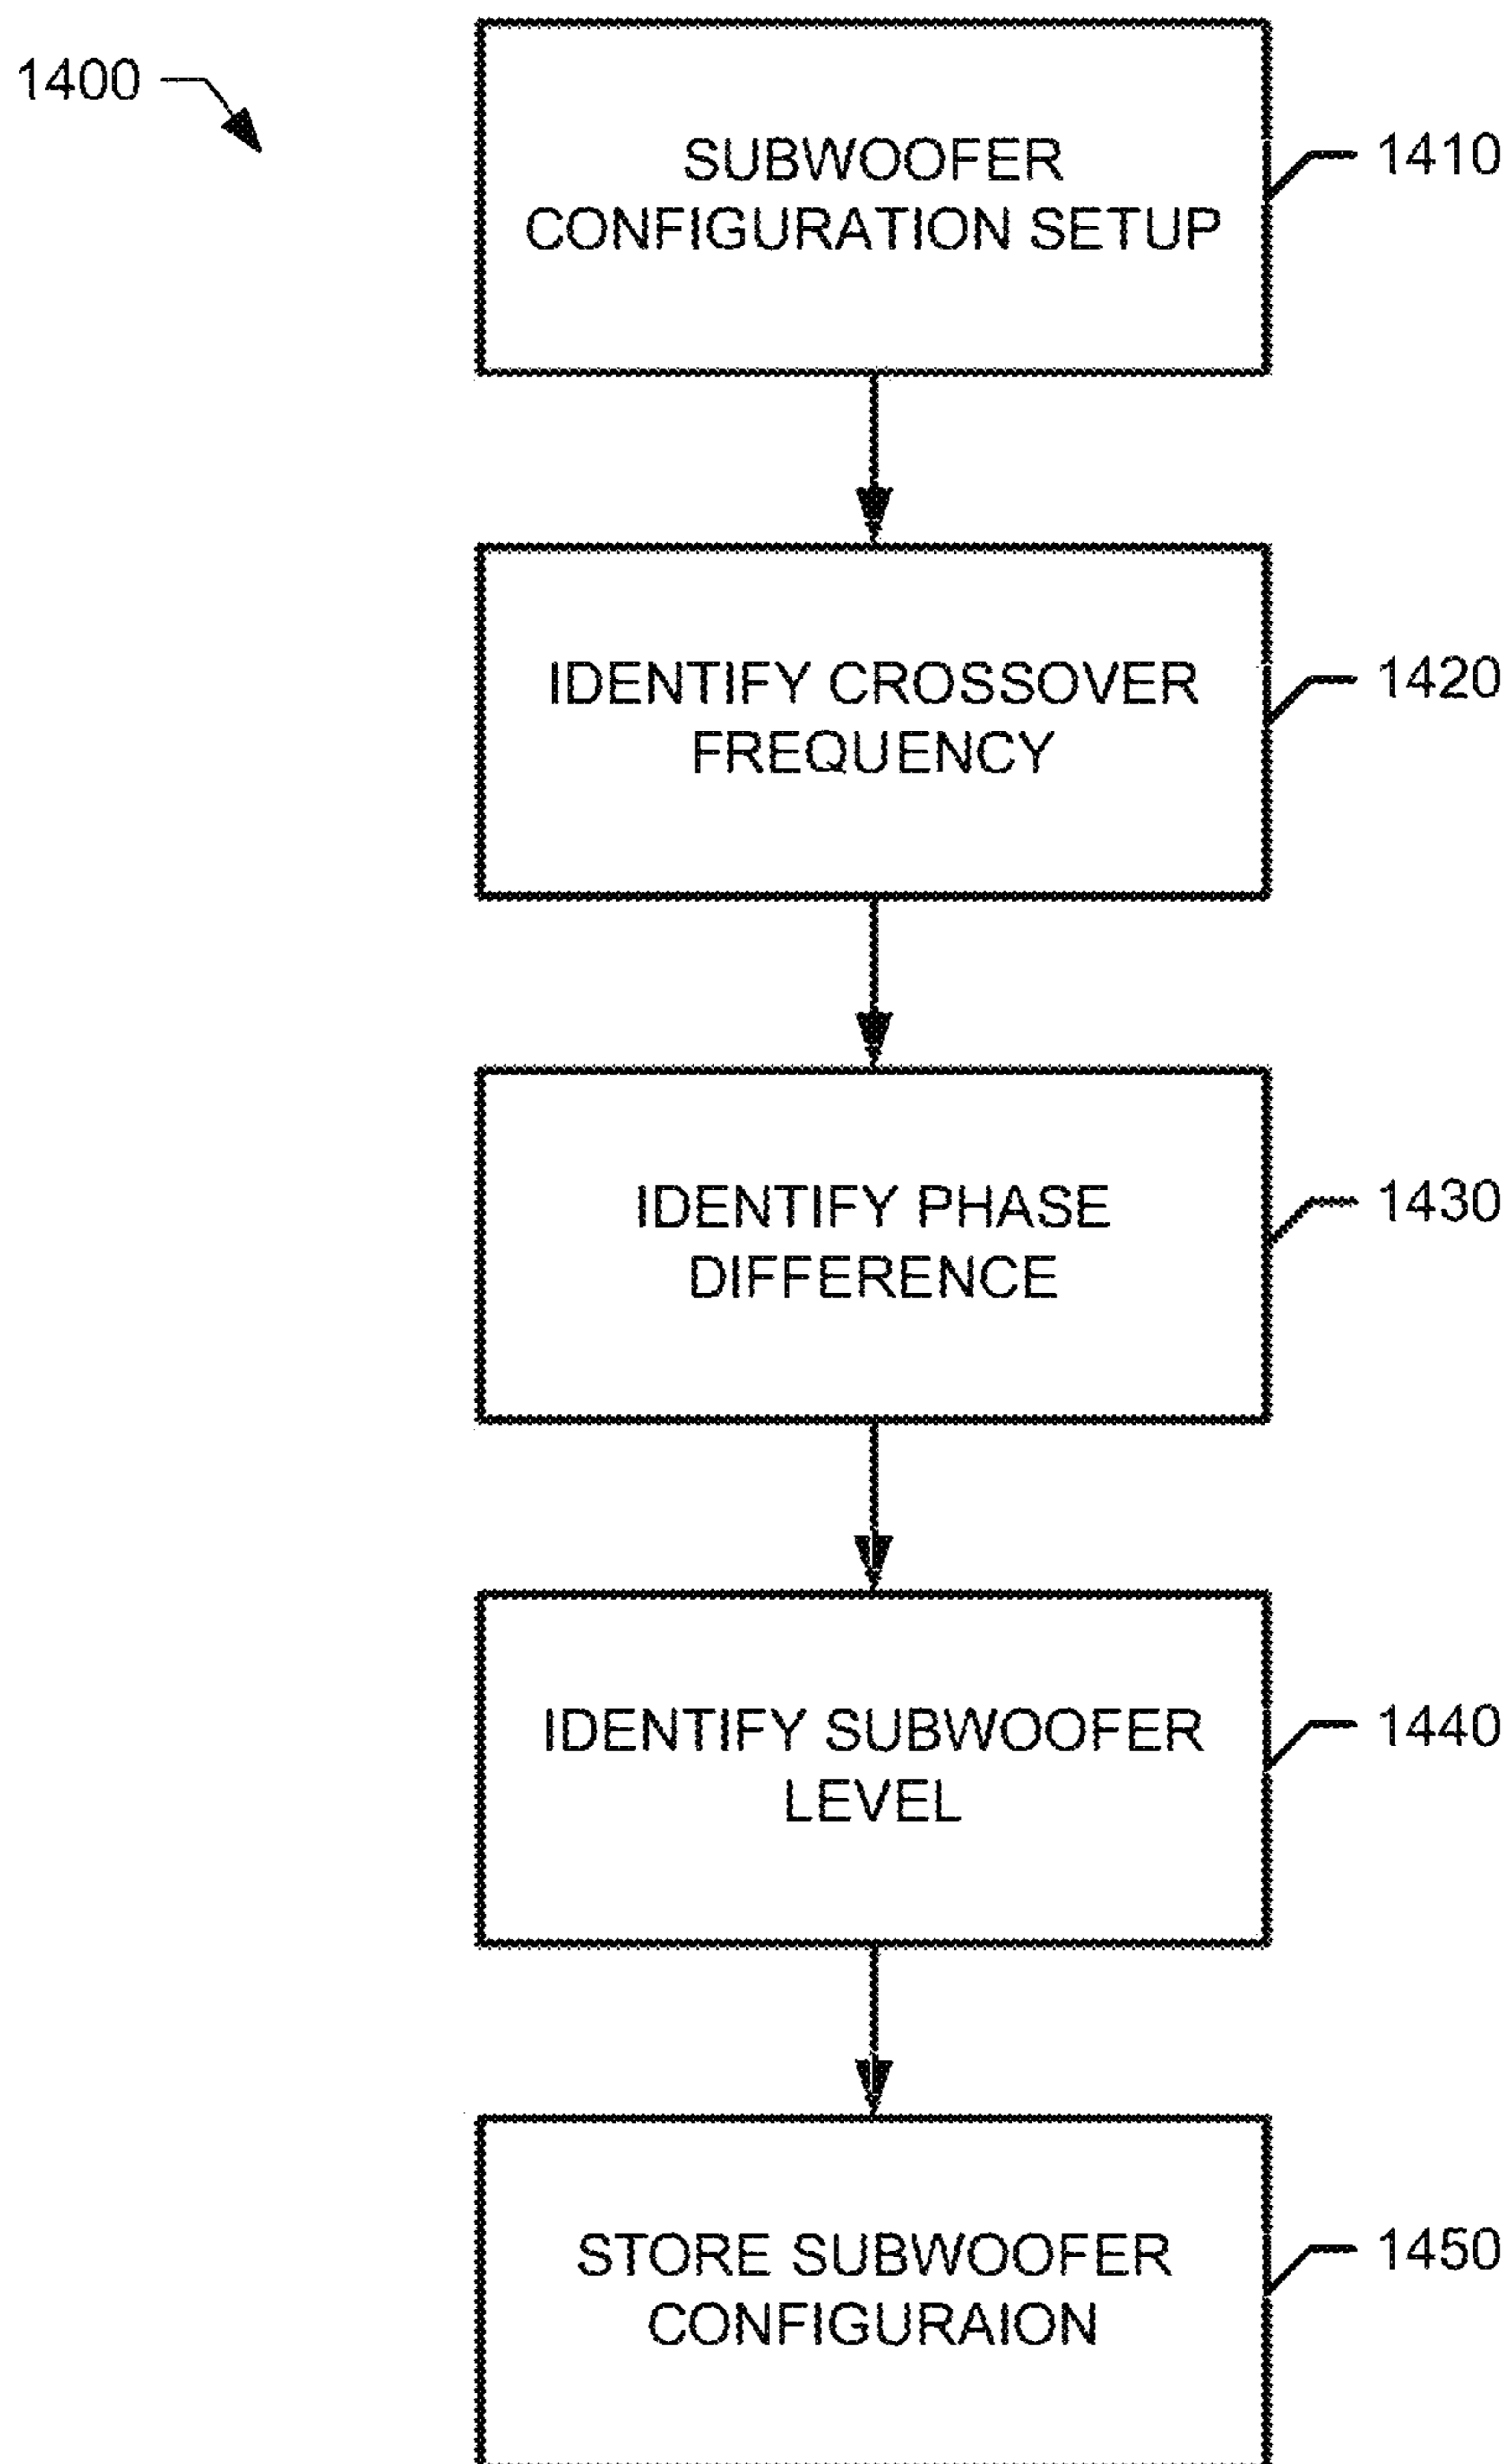 1400
SUBWOOFER
CONFIGURATION SETUP
1410
IDENTIFY CROSSOVER
FREQUENCY
1420
IDENTIFY PHASE
DIFFERENCE
1430
IDENTIFY SUBWOOFER
LEVEL
1440
STORE SUBWOOFER
CONFIGURAION
1450